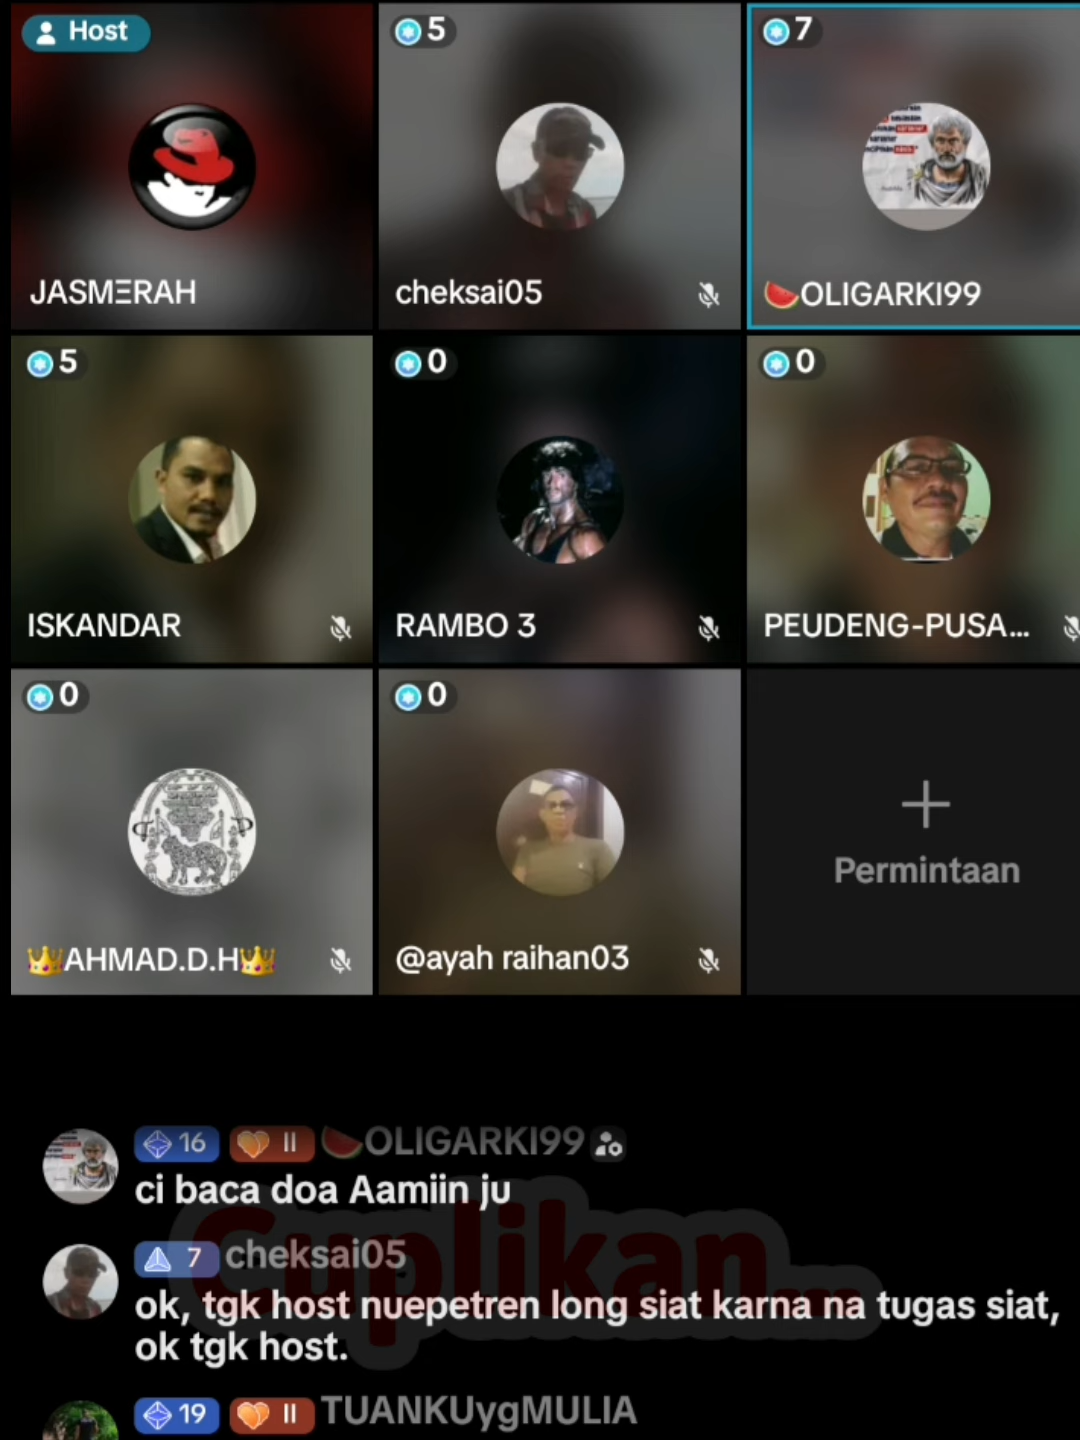 Host
5
7
JASMΞRAH
cheksai05
🍉OLIGARKI99
5
0
0
ISKANDAR
RAMBO 3
PEUDENG-PUSA...
0
0
👑AHMAD.D.H👑
@ayah raihan03
Permintaan
16 II 🍉OLIGARKI99
ci baca doa Aamiin ju
Cuplikan...
7 cheksai05
ok, tgk host nuepetren long siat karna na tugas siat,
ok tgk host.
19 II TUANKUygMULIA